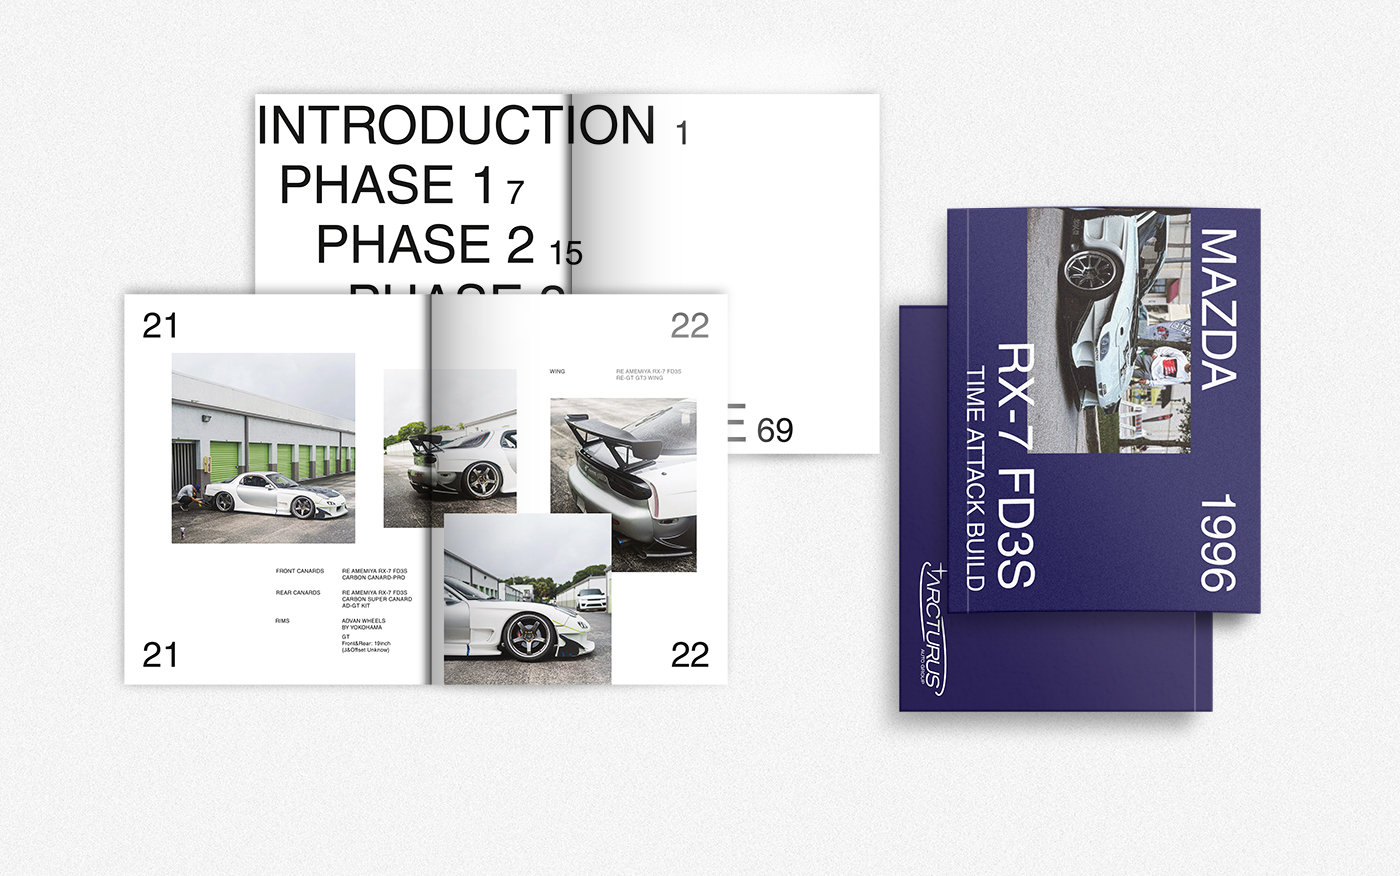 INTRODUCTION 1
PHASE 1 7
PHASE 2 15
21
22
WING
RE AMEMIYA RX-7 FD3S
RE-GT GT3 WING
69
FRONT CANARDS
RE AMEMIYA RX-7 FD3S
CARBON CANARD-PRO
REAR CANARDS
RE AMEMIYA RX-7 FD3S
CARBON SUPER CANARD
AD-GT KIT
RIMS
ADVAN WHEELS
BY YOKOHAMA
GT
Front&Rear: 19inch
(J&Offset:Unknow)
21
22
MAZDA 1996
RX-7 FD3S
TIME ATTACK BUILD
ARCTURUS
AUTO GROUP